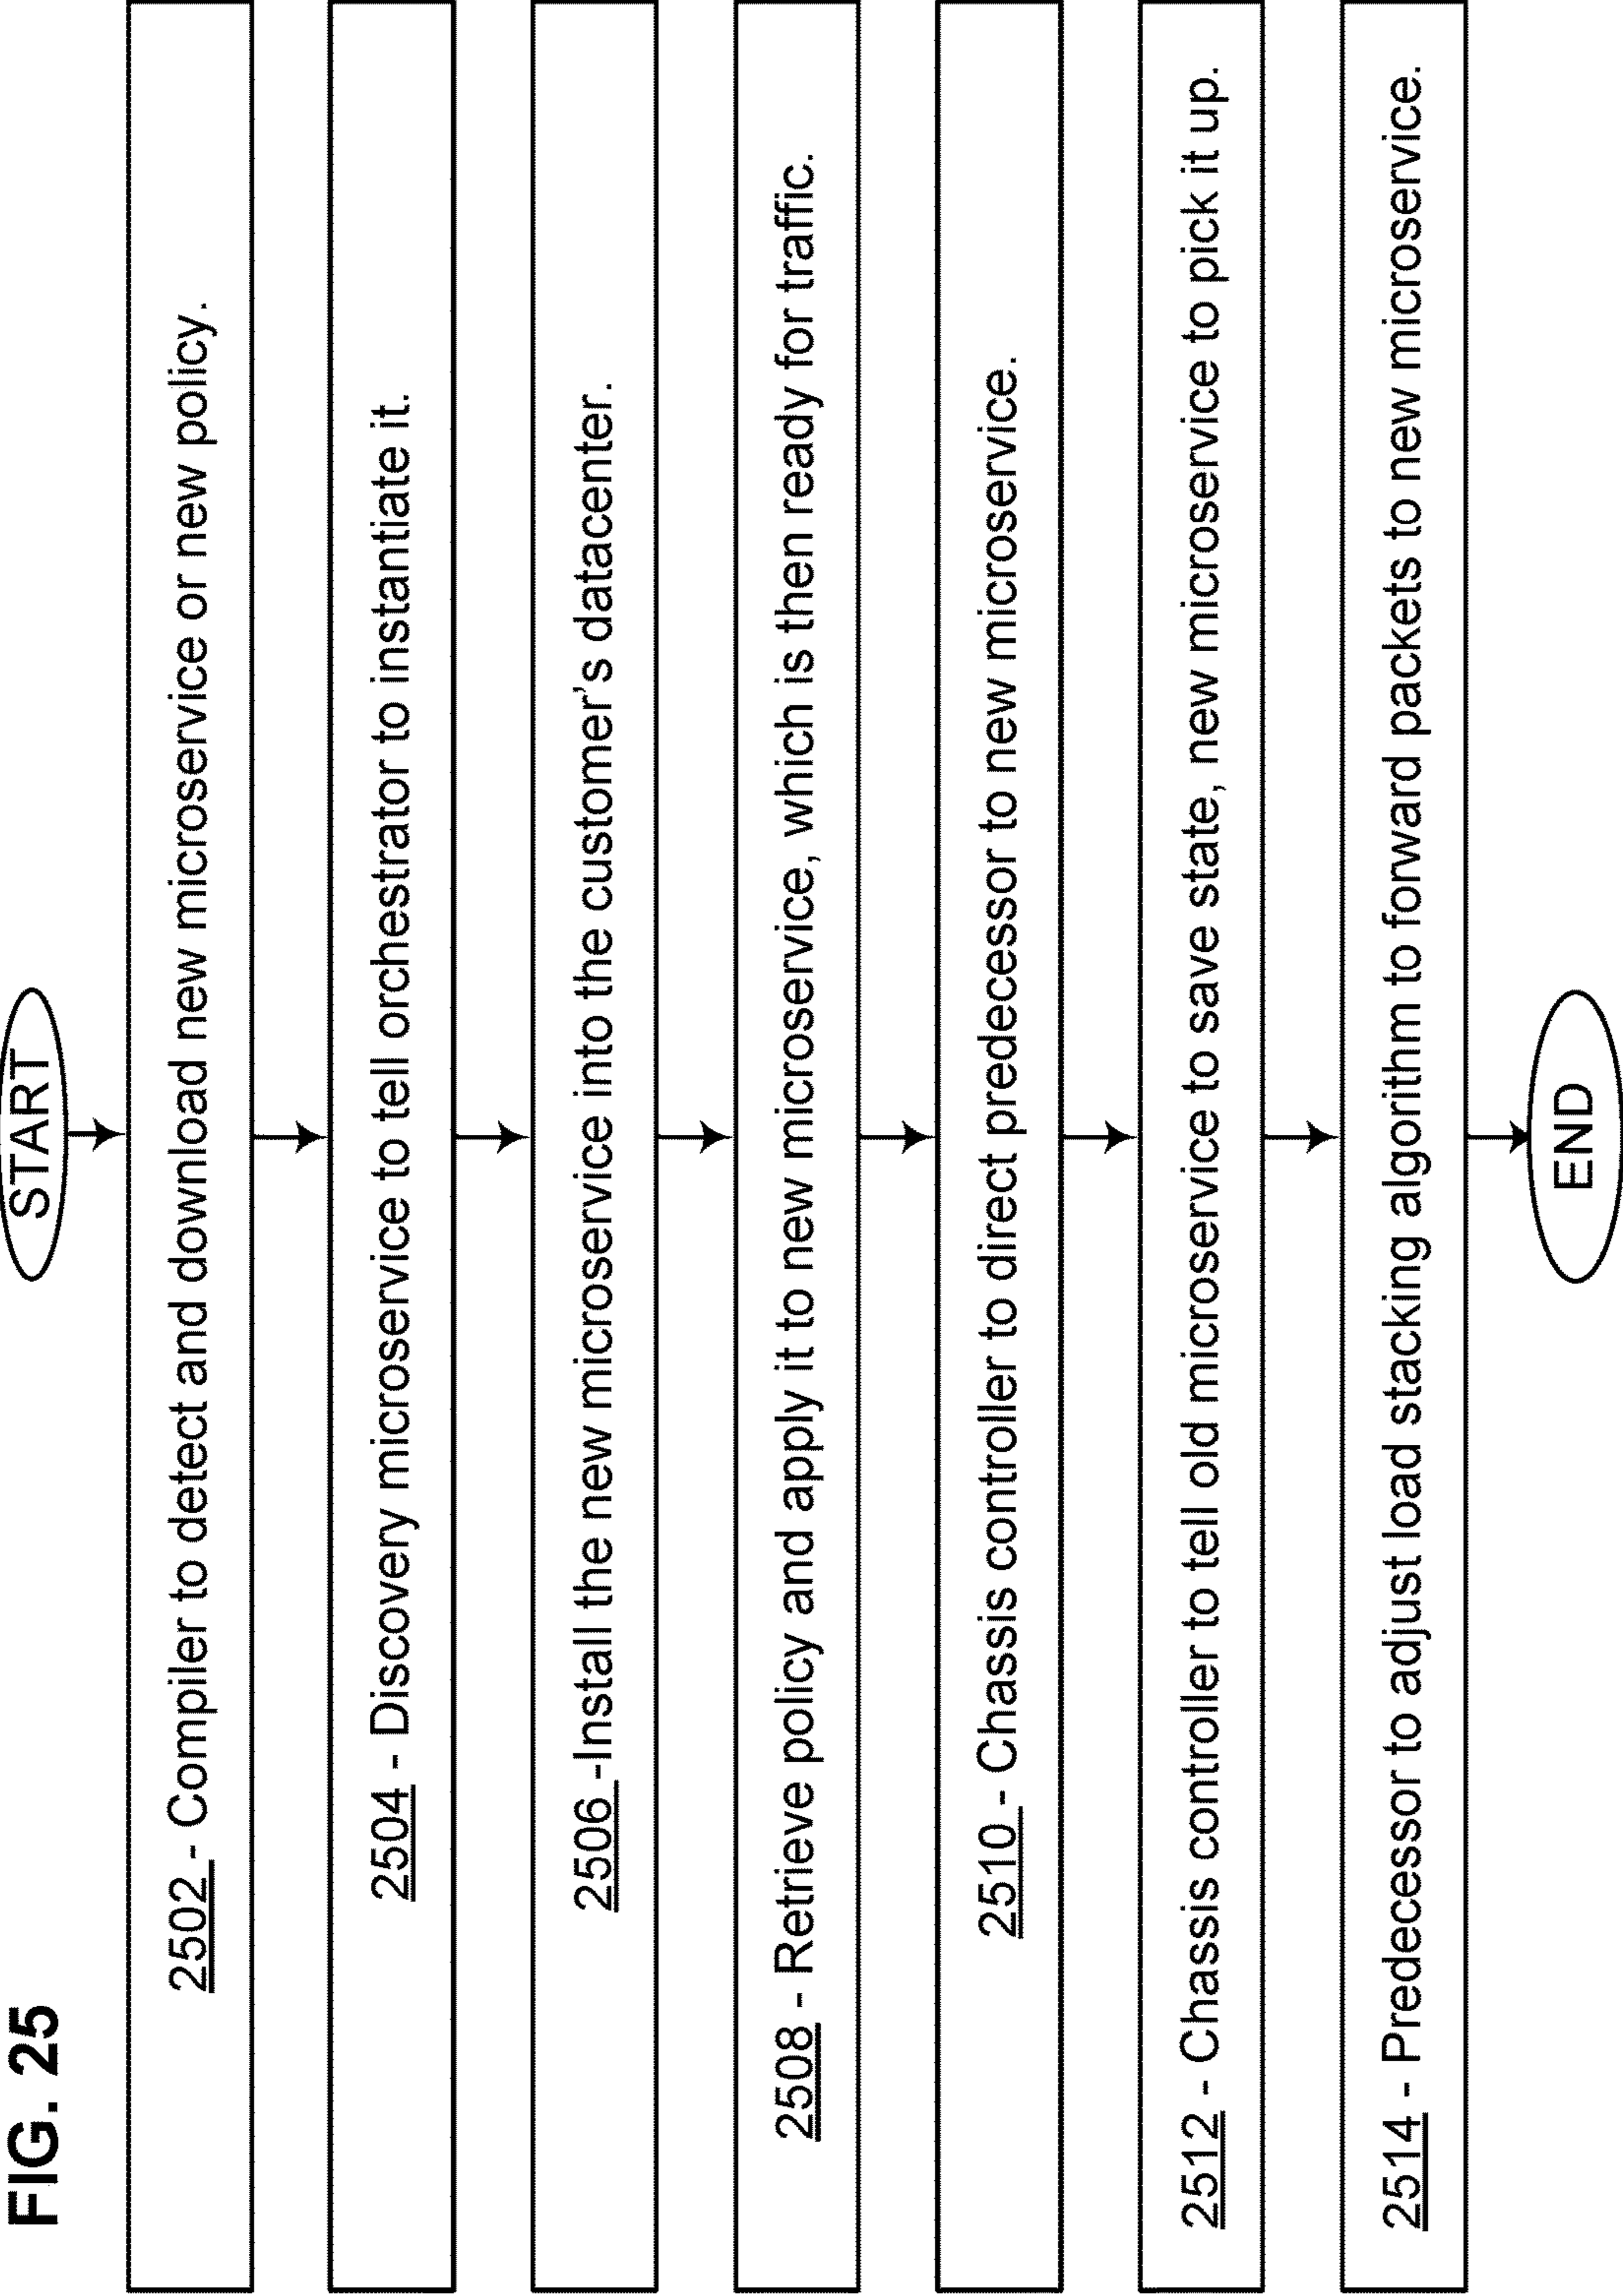 FIG. 25
START
2502 - Compiler to detect and download new microservice or new policy.
2504 - Discovery microservice to tell orchestrator to instantiate it.
2506 -Install the new microservice into the customer's datacenter.
2508 - Retrieve policy and apply it to new microservice, which is then ready for traffic.
2510 - Chassis controller to direct predecessor to new microservice.
2512 - Chassis controller to tell old microservice to save state, new microservice to pick it up.
2514 - Predecessor to adjust load stacking algorithm to forward packets to new microservice.
END